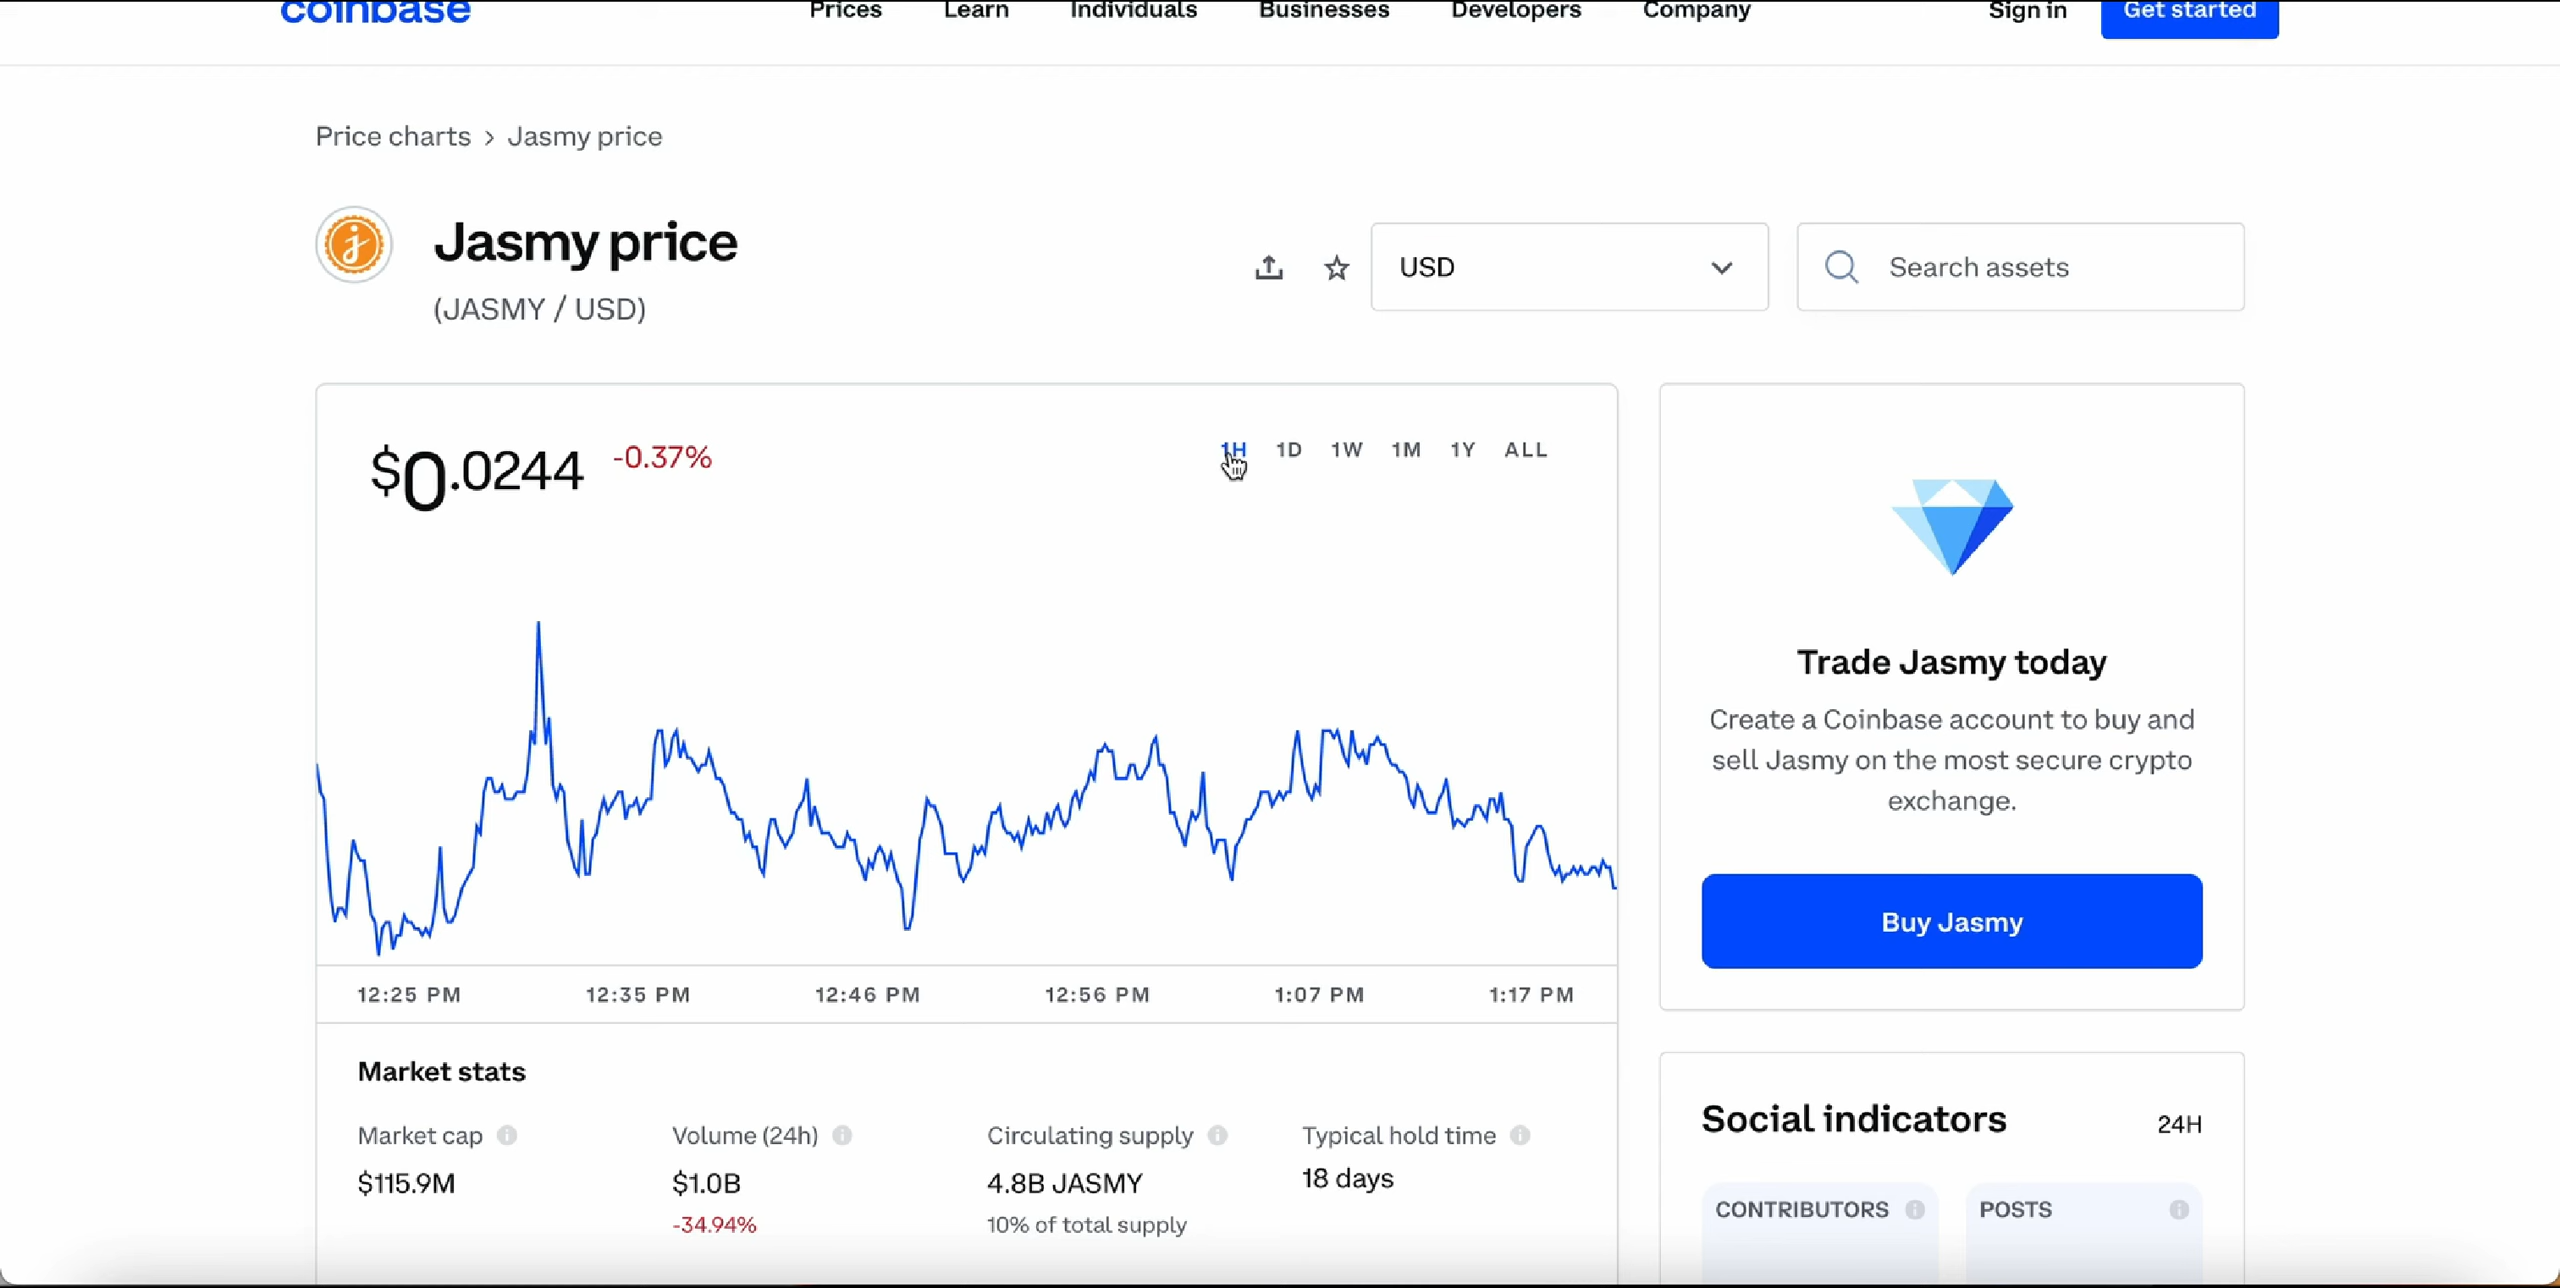 coinbase
Prices Learn Individuals Businesses Developers Company Sign in Get started
Price charts > Jasmy price
Jasmy price
(JASMY / USD)
USD
Search assets
$0.0244 -0.37%
1H 1D 1W 1M 1Y ALL
12:25 PM 12:35 PM 12:46 PM 12:56 PM 1:07 PM 1:17 PM
Market stats
Market cap Volume (24h) Circulating supply Typical hold time
$115.9M $1.0B 4.8B JASMY 18 days
-34.94% 10% of total supply
Trade Jasmy today
Create a Coinbase account to buy and
sell Jasmy on the most secure crypto
exchange.
Buy Jasmy
Social indicators 24H
CONTRIBUTORS POSTS